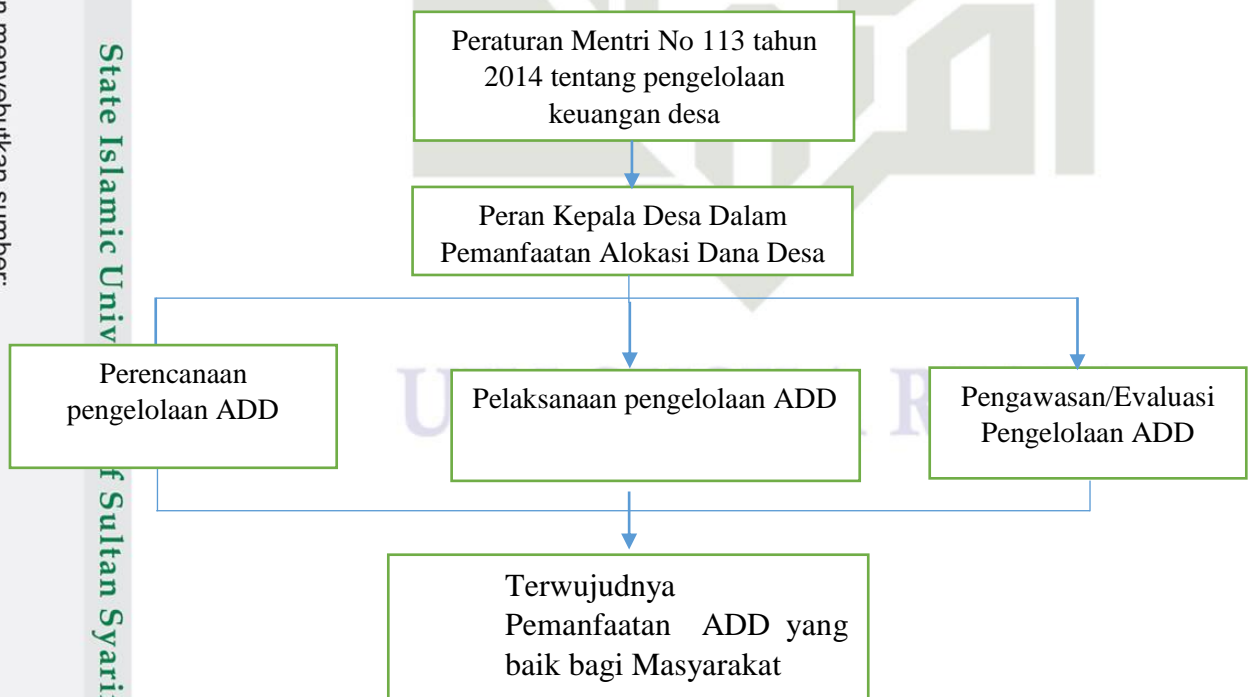 Peraturan Mentri No 113 tahun
2014 tentang pengelolaan
keuangan desa
Peran Kepala Desa Dalam
Pemanfaatan Alokasi Dana Desa
Perencanaan
pengelolaan ADD
Pelaksanaan pengelolaan ADD
Pengawasan/Evaluasi
Pengelolaan ADD
Terwujudnya
Pemanfaatan ADD yang
baik bagi Masyarakat
State Islamic Univ
f Sultan Syarif
menyebutkan sumber:
U
R